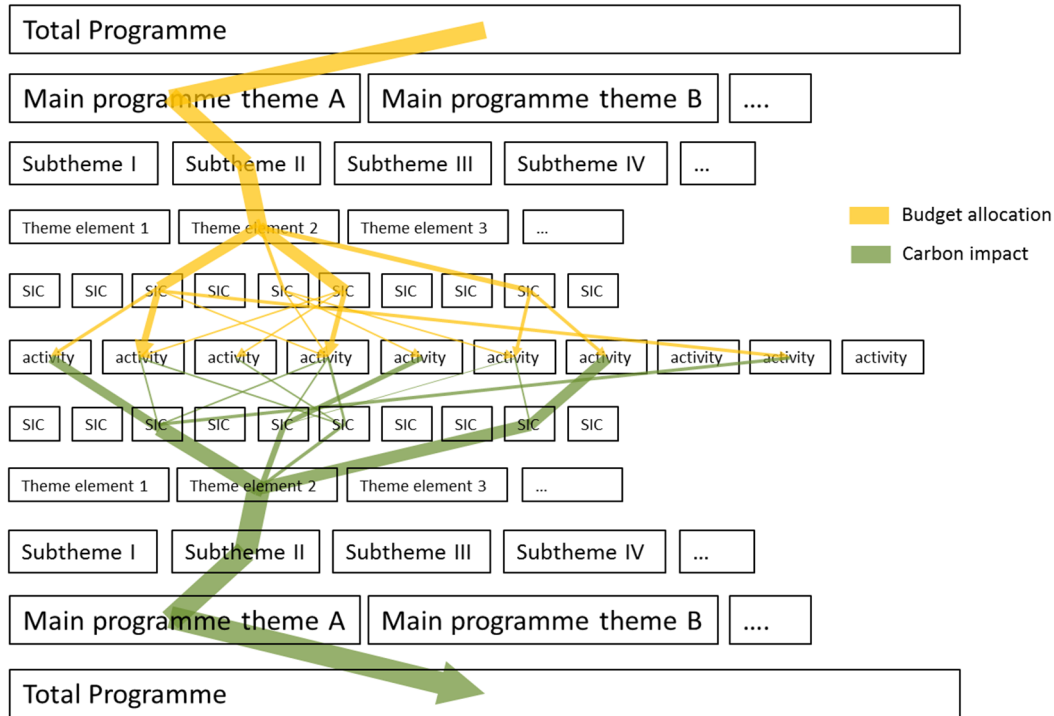 Total Programme
Main programme theme A Main programme theme B ....
Subtheme I Subtheme II Subtheme III Subtheme IV ...
Theme element 1 Theme element 2 Theme element 3 ...
Budget allocation
Carbon impact
SIC SIC SIC SIC SIC SIC SIC SIC SIC SIC
activity activity activity activity activity activity activity activity activity activity
SIC SIC SIC SIC SIC SIC SIC SIC SIC SIC
Theme element 1 Theme element 2 Theme element 3 ...
Subtheme I Subtheme II Subtheme III Subtheme IV ...
Main programme theme A Main programme theme B ....
Total Programme